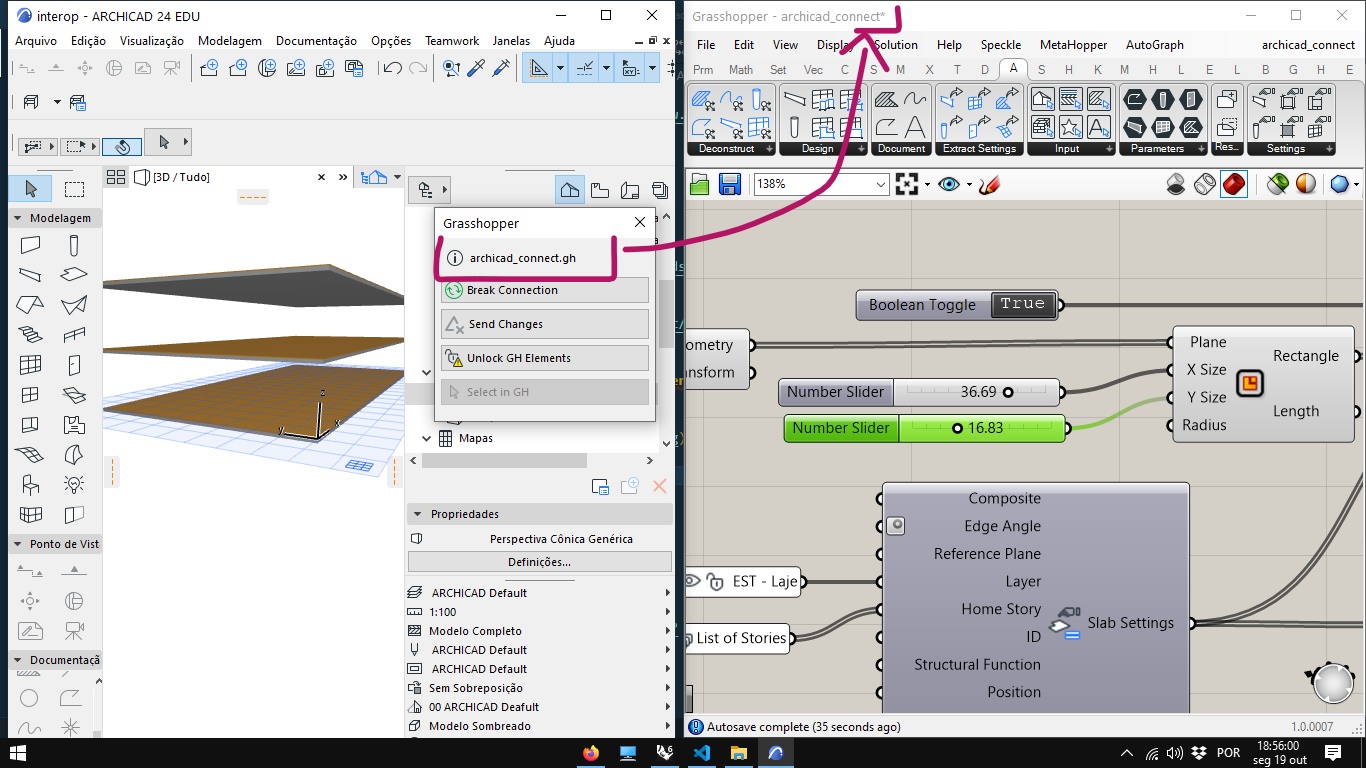 interop - ARCHICAD 24 EDU
Arquivo Edição Visualização Modelagem Documentação Opções Teamwork Janelas Ajuda
[3D / Tudo]
Modelagem
Ponto de Vist
Documentaçã
z
y
x
Grasshopper
archicad_connect.gh
Break Connection
Send Changes
Unlock GH Elements
Select in GH
Mapas
Propriedades
Perspectiva Cônica Genérica
Definições...
ARCHICAD Default
1:100
Modelo Completo
ARCHICAD Default
ARCHICAD Default
Sem Sobreposição
00 ARCHICAD Deafult
Modelo Sombreado
Grasshopper - archicad_connect*
File Edit View Display Solution Help Speckle MetaHopper AutoGraph archicad_connect
Prm Math Set Vec C S M X T D A S H K M L E L B G H E
Deconstruct Design Document Extract Settings Input Parameters Res... Settings
138%
Boolean Toggle True
ometry
nsform
Number Slider 36.69
Number Slider 16.83
Plane
X Size
Y Size
Radius
Rectangle
Length
EST - Laje
List of Stories
Composite
Edge Angle
Reference Plane
Layer
Home Story
ID
Structural Function
Position
Slab Settings
Autosave complete (35 seconds ago)
1.0.0007
POR
18:56:00
seg 19 out